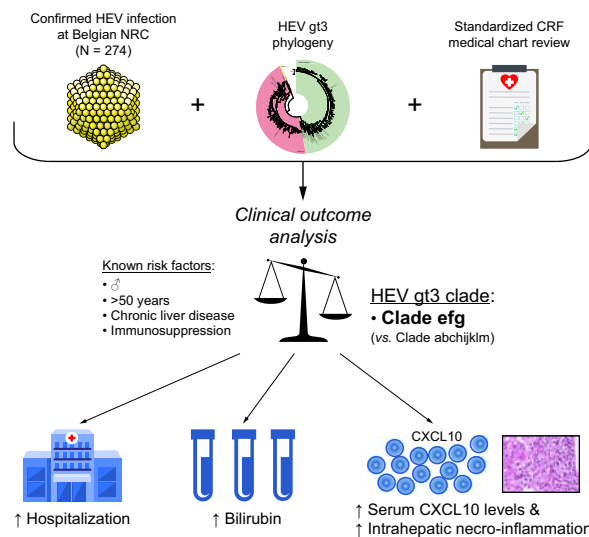 Confirmed HEV infection
at Belgian NRC
(N = 274)
HEV gt3
phylogeny
Standardized CRF
medical chart review
+
+
Clinical outcome
analysis
Known risk factors:
• ♂
• >50 years
• Chronic liver disease
• Immunosuppression
HEV gt3 clade:
• Clade efg
(vs. Clade abchijklm)
↑ Hospitalization
↑ Bilirubin
CXCL10
↑ Serum CXCL10 levels &
↑ Intrahepatic necro-inflammation